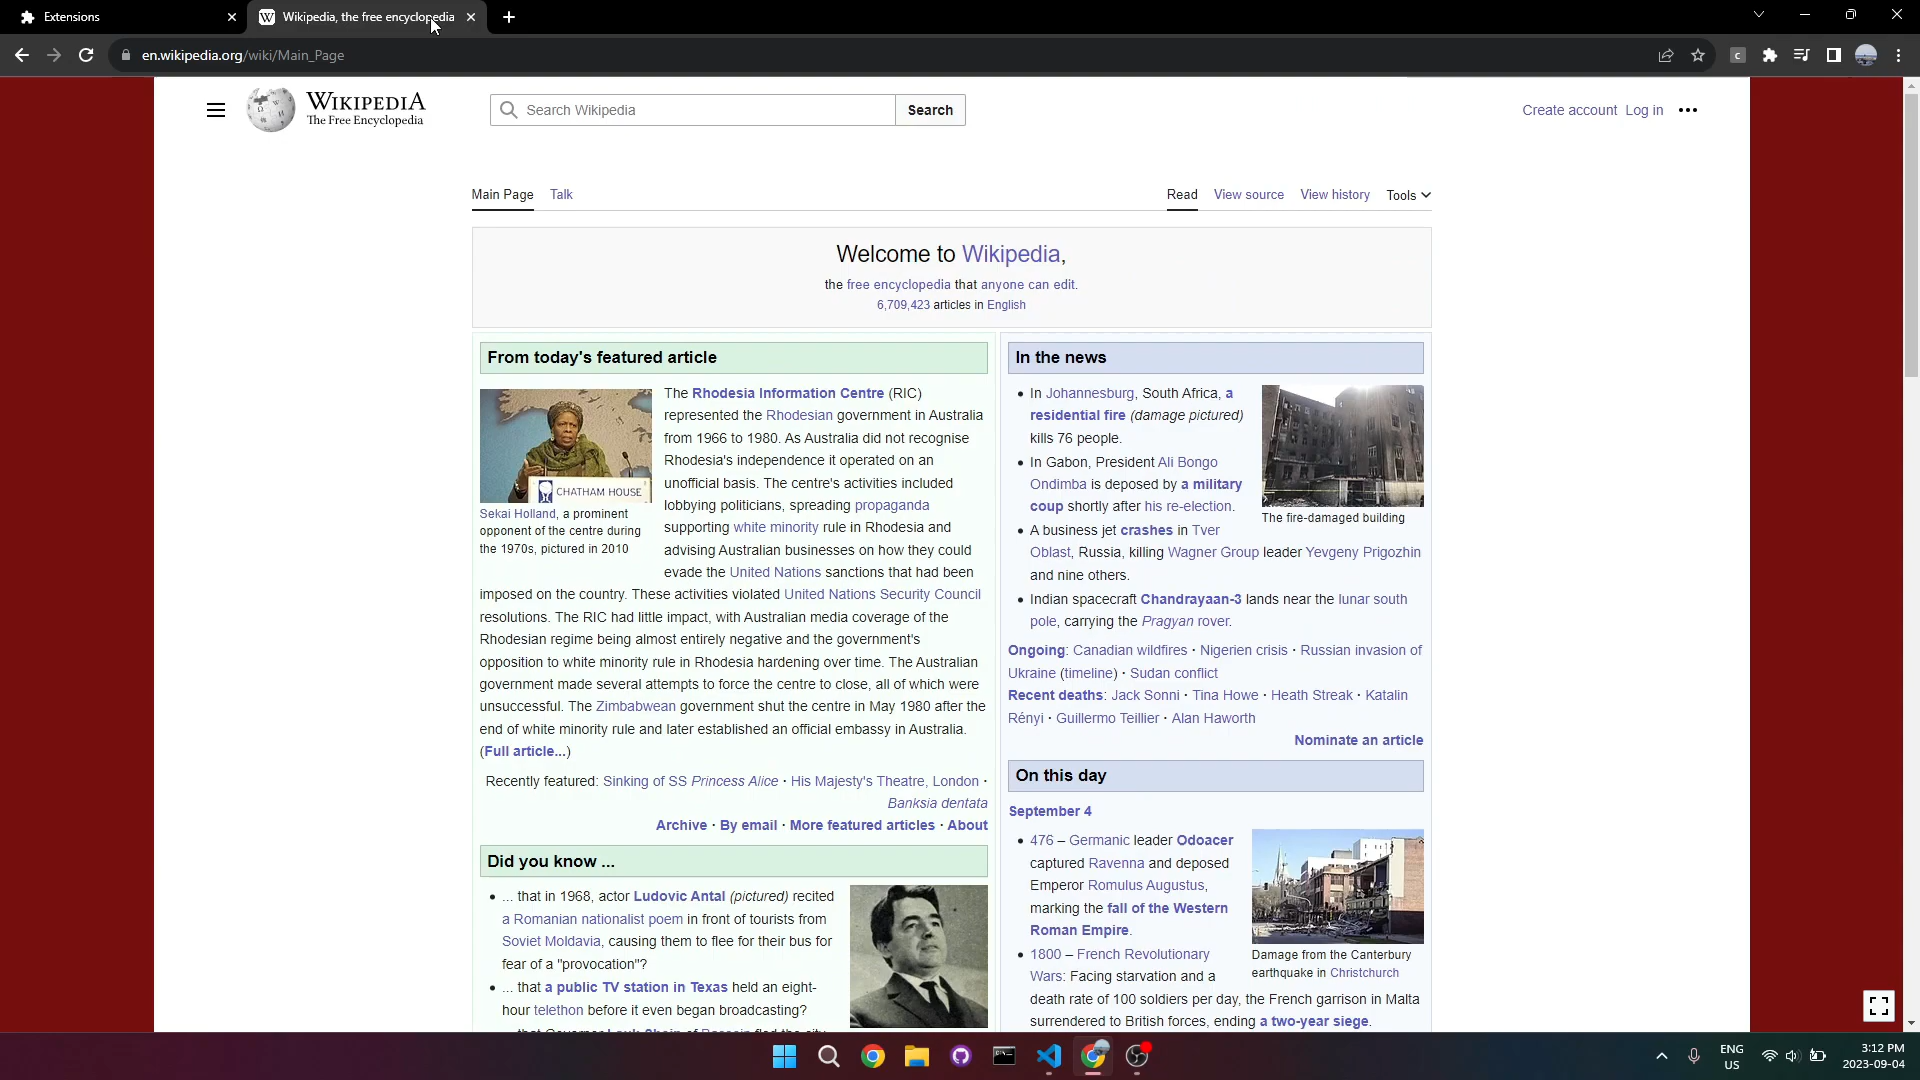 Extensions
Wikipedia, the free encyclopedia
en.wikipedia.org/wiki/Main_Page
WIKIPEDIA
The Free Encyclopedia
Search Wikipedia
Search
Create account Log in
Main Page Talk
Read View source View history Tools
Welcome to Wikipedia,
the free encyclopedia that anyone can edit.
6,709,423 articles in English
From today's featured article
CHATHAM HOUSE
Sekai Holland, a prominent
opponent of the centre during
the 1970s, pictured in 2010
The Rhodesia Information Centre (RIC)
represented the Rhodesian government in Australia
from 1966 to 1980. As Australia did not recognise
Rhodesia's independence it operated on an
unofficial basis. The centre's activities included
lobbying politicians, spreading propaganda
supporting white minority rule in Rhodesia and
advising Australian businesses on how they could
evade the United Nations sanctions that had been
imposed on the country. These activities violated United Nations Security Council
resolutions. The RIC had little impact, with Australian media coverage of the
Rhodesian regime being almost entirely negative and the government's
opposition to white minority rule in Rhodesia hardening over time. The Australian
government made several attempts to force the centre to close, all of which were
unsuccessful. The Zimbabwean government shut the centre in May 1980 after the
end of white minority rule and later established an official embassy in Australia.
(Full article...)
Recently featured: Sinking of SS Princess Alice · His Majesty's Theatre, London ·
Banksia dentata
Archive · By email · More featured articles · About
Did you know ...
... that in 1968, actor Ludovic Antal (pictured) recited
a Romanian nationalist poem in front of tourists from
Soviet Moldavia, causing them to flee for their bus for
fear of a "provocation"?
... that a public TV station in Texas held an eight-
hour telethon before it even began broadcasting?
In the news
In Johannesburg, South Africa, a
residential fire (damage pictured)
kills 76 people.
In Gabon, President Ali Bongo
Ondimba is deposed by a military
coup shortly after his re-election.
The fire-damaged building
A business jet crashes in Tver
Oblast, Russia, killing Wagner Group leader Yevgeny Prigozhin
and nine others.
Indian spacecraft Chandrayaan-3 lands near the lunar south
pole, carrying the Pragyan rover.
Ongoing: Canadian wildfires · Nigerien crisis · Russian invasion of
Ukraine (timeline) · Sudan conflict
Recent deaths: Jack Sonni · Tina Howe · Heath Streak · Katalin
Rényi · Guillermo Teillier · Alan Haworth
Nominate an article
On this day
September 4
476 – Germanic leader Odoacer
captured Ravenna and deposed
Emperor Romulus Augustus,
marking the fall of the Western
Roman Empire.
Damage from the Canterbury
earthquake in Christchurch
1800 – French Revolutionary
Wars: Facing starvation and a
death rate of 100 soldiers per day, the French garrison in Malta
surrendered to British forces, ending a two-year siege.
ENG
US
3:12 PM
2023-09-04